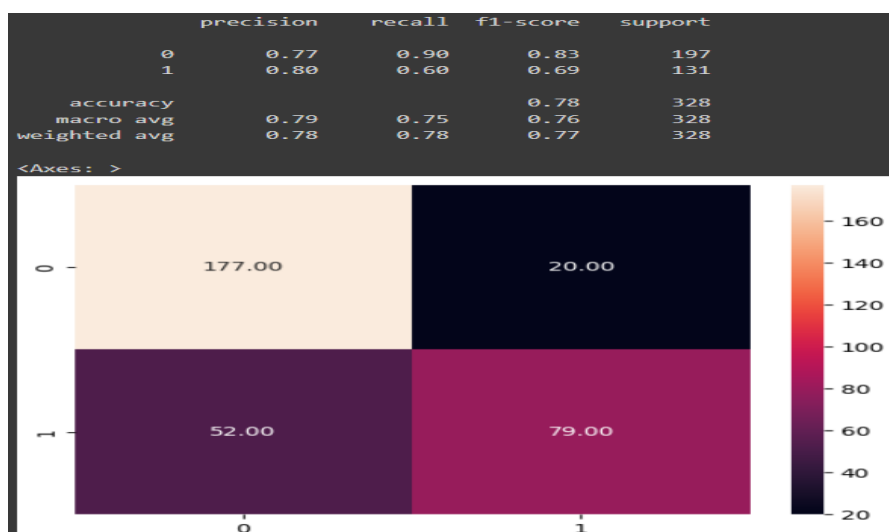 precision recall f1-score support
0 0.77 0.90 0.83 197
1 0.80 0.60 0.69 131
accuracy 0.78 328
macro avg 0.79 0.75 0.76 328
weighted avg 0.78 0.78 0.77 328
<Axes: >
160
0 177.00 20.00
140
120
100
80
1 52.00 79.00
60
40
20
0 1